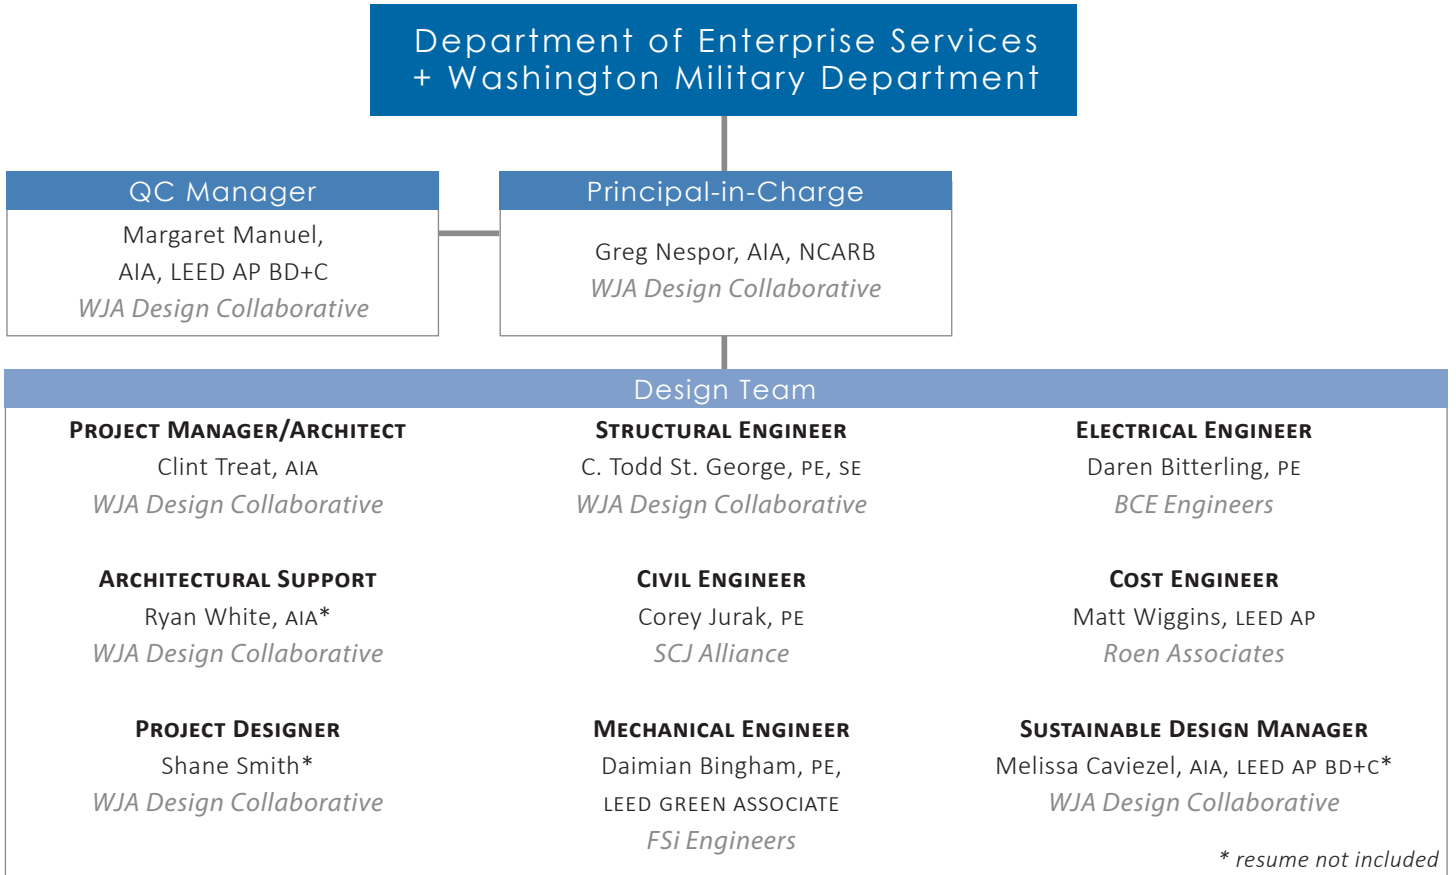 Department of Enterprise Services
+ Washington Military Department
QC Manager
Margaret Manuel,
AIA, LEED AP BD+C
WJA Design Collaborative
Principal-in-Charge
Greg Nespor, AIA, NCARB
WJA Design Collaborative
Design Team
PROJECT MANAGER/ARCHITECT
Clint Treat, AIA
WJA Design Collaborative
ARCHITECTURAL SUPPORT
Ryan White, AIA*
WJA Design Collaborative
PROJECT DESIGNER
Shane Smith*
WJA Design Collaborative
STRUCTURAL ENGINEER
C. Todd St. George, PE, SE
WJA Design Collaborative
CIVIL ENGINEER
Corey Jurak, PE
SCJ Alliance
MECHANICAL ENGINEER
Daimian Bingham, PE,
LEED GREEN ASSOCIATE
FSi Engineers
ELECTRICAL ENGINEER
Daren Bitterling, PE
BCE Engineers
COST ENGINEER
Matt Wiggins, LEED AP
Roen Associates
SUSTAINABLE DESIGN MANAGER
Melissa Caviezel, AIA, LEED AP BD+C*
WJA Design Collaborative
* resume not included